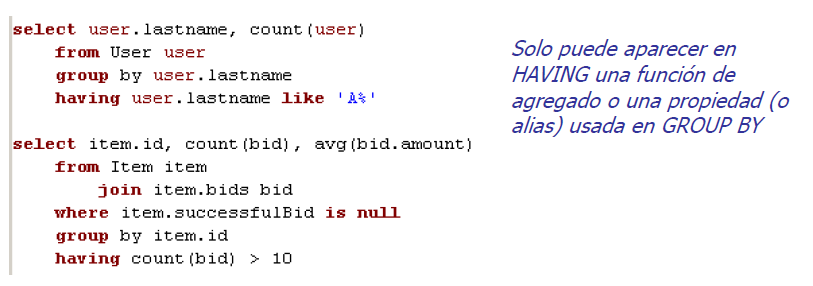 select user.lastname, count(user)
from User user
group by user.lastname
having user.lastname like 'A%'
select item.id, count(bid), avg(bid.amount)
from Item item
join item.bids bid
where item.successfulBid is null
group by item.id
having count(bid) > 10
Solo puede aparecer en
HAVING una función de
agregado o una propiedad (o
alias) usada en GROUP BY